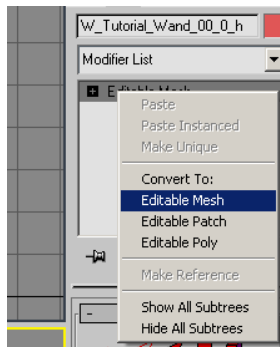 W_Tutorial_Wand_00_0_h
Modifier List
Editable Mesh
Paste
Paste Instanced
Make Unique
Convert To:
Editable Mesh
Editable Patch
Editable Poly
Make Reference
Show All Subtrees
Hide All Subtrees